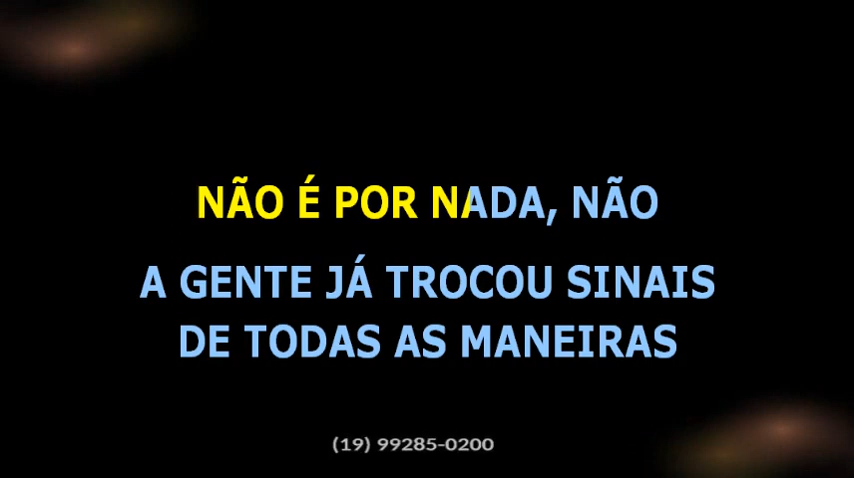 NÃO É POR NADA, NÃO
A GENTE JÁ TROCOU SINAIS
DE TODAS AS MANEIRAS
(19) 99285-0200